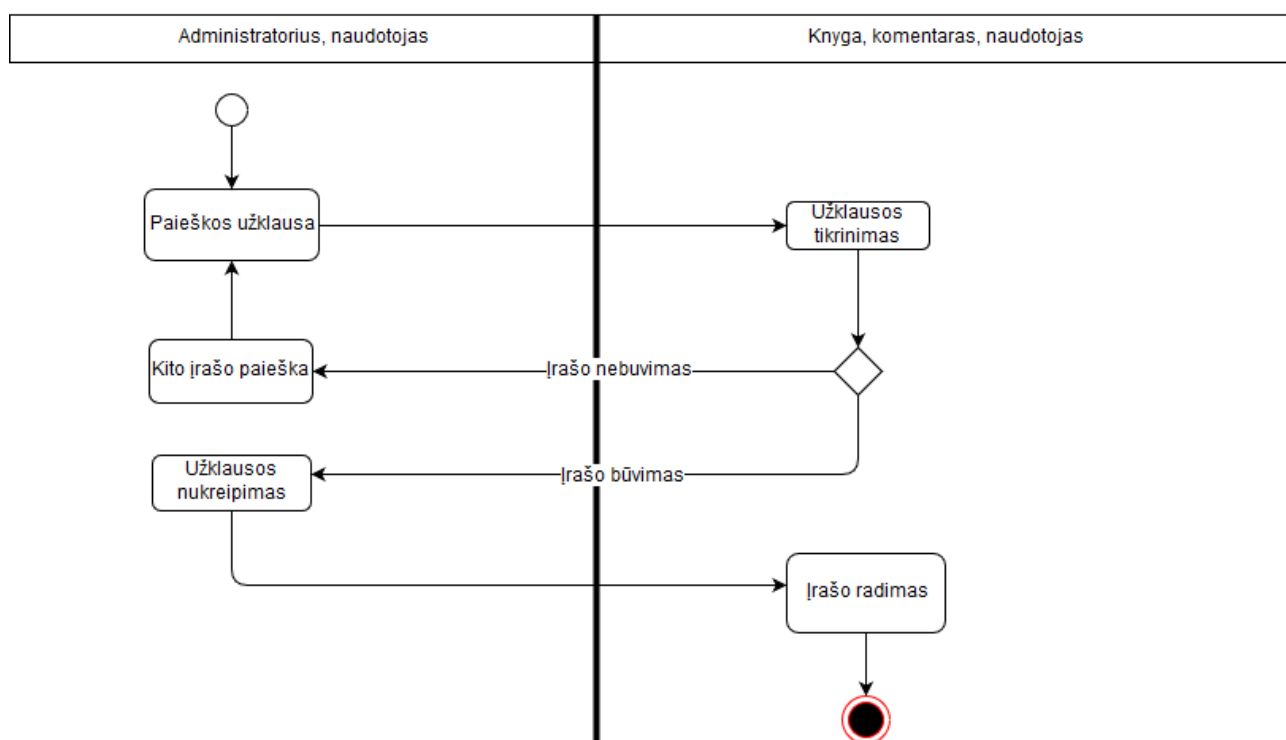 Administratorius, naudotojas
Knyga, komentaras, naudotojas
Paieškos užklausa
Užklausos
tikrinimas
Kito įrašo paieška
Įrašo nebuvimas
Užklausos
nukreipimas
Įrašo būvimas
Įrašo radimas